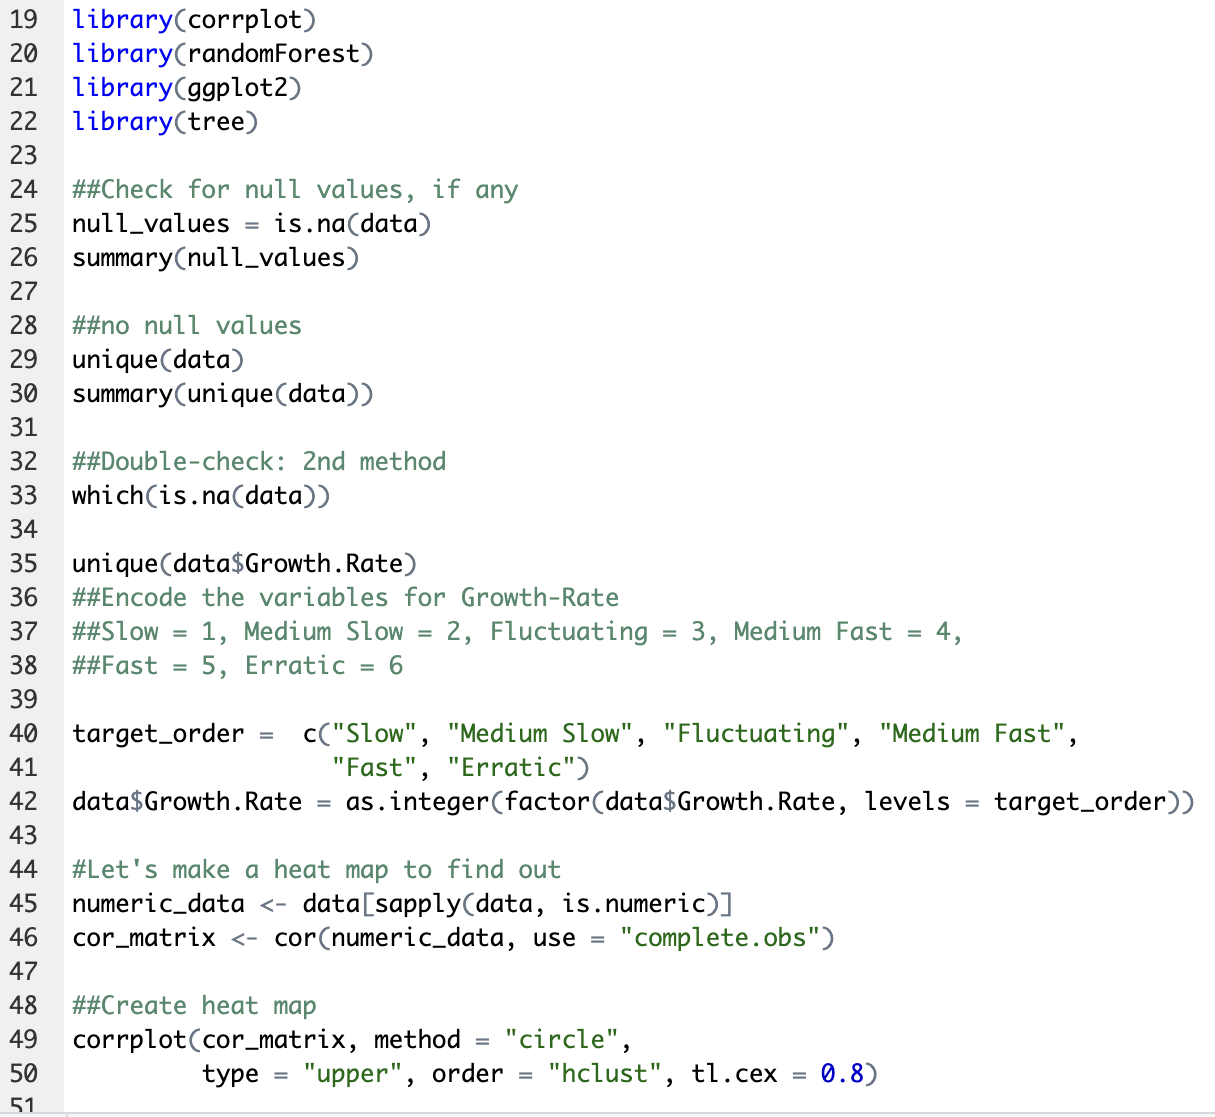 19 library(corrplot)
20 library(randomForest)
21 library(ggplot2)
22 library(tree)
23
24 ##Check for null values, if any
25 null_values = is.na(data)
26 summary(null_values)
27
28 ##no null values
29 unique(data)
30 summary(unique(data))
31
32 ##Double-check: 2nd method
33 which(is.na(data))
34
35 unique(data$Growth.Rate)
36 ##Encode the variables for Growth-Rate
37 ##Slow = 1, Medium Slow = 2, Fluctuating = 3, Medium Fast = 4,
38 ##Fast = 5, Erratic = 6
39
40 target_order =  c("Slow", "Medium Slow", "Fluctuating", "Medium Fast",
41                   "Fast", "Erratic")
42 data$Growth.Rate = as.integer(factor(data$Growth.Rate, levels = target_order))
43
44 #Let's make a heat map to find out
45 numeric_data <- data[sapply(data, is.numeric)]
46 cor_matrix <- cor(numeric_data, use = "complete.obs")
47
48 ##Create heat map
49 corrplot(cor_matrix, method = "circle",
50          type = "upper", order = "hclust", tl.cex = 0.8)
51